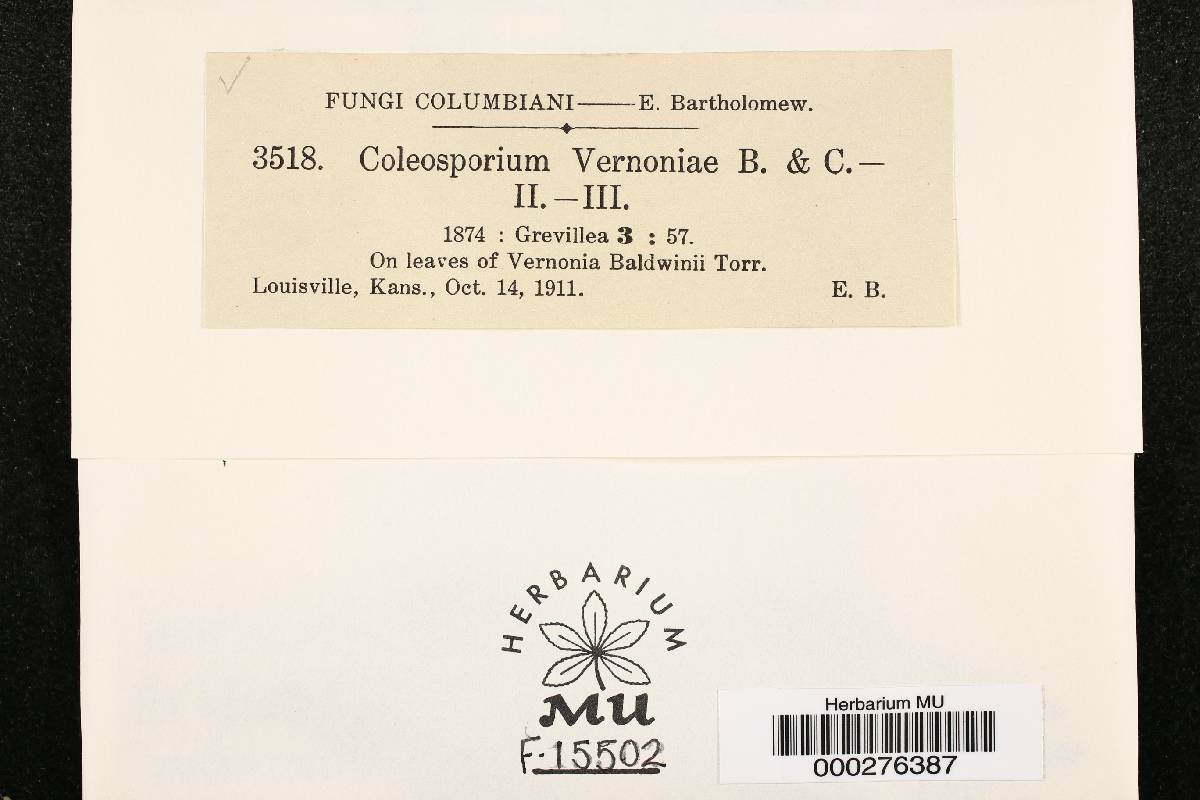 FUNGI COLUMBIANI——E. Bartholomew.
3518. Coleosporium Vernoniae B. & C.—
II.—III.
1874 : Grevillea 3 : 57.
On leaves of Vernonia Baldwinii Torr.
Louisville, Kans., Oct. 14, 1911. E. B.
HERBARIUM
MU
F-15502
Herbarium MU
000276387